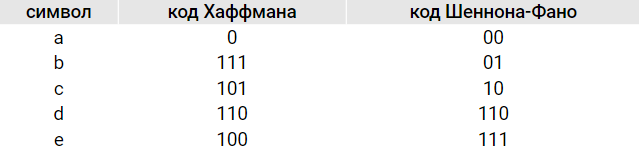 символ код Хаффмана код Шеннона-Фано
a 0 00
b 111 01
c 101 10
d 110 110
e 100 111